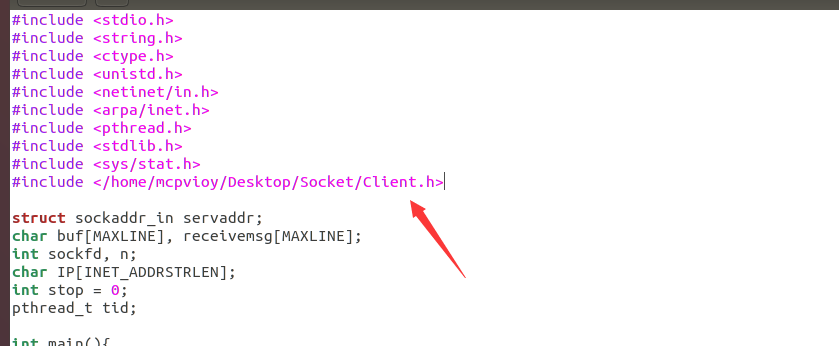 #include <stdio.h>
#include <string.h>
#include <ctype.h>
#include <unistd.h>
#include <netinet/in.h>
#include <arpa/inet.h>
#include <pthread.h>
#include <stdlib.h>
#include <sys/stat.h>
#include </home/mcpvioy/Desktop/Socket/Client.h>
struct sockaddr_in servaddr;
char buf[MAXLINE], receivemsg[MAXLINE];
int sockfd, n;
char IP[INET_ADDRSTRLEN];
int stop = 0;
pthread_t tid;
int main(){